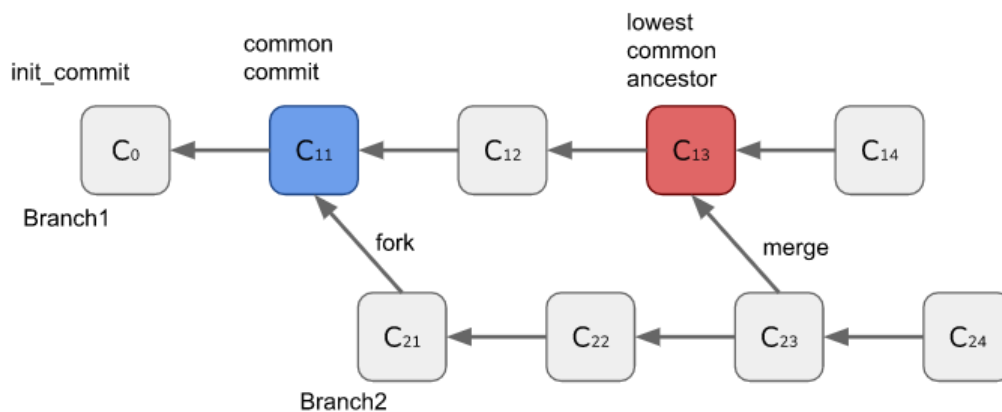 lowest
common
common
ancestor
commit
init_commit
C₀
C₁₁
C₁₂
C₁₃
C₁₄
Branch1
fork
merge
C₂₁
C₂₂
C₂₃
C₂₄
Branch2